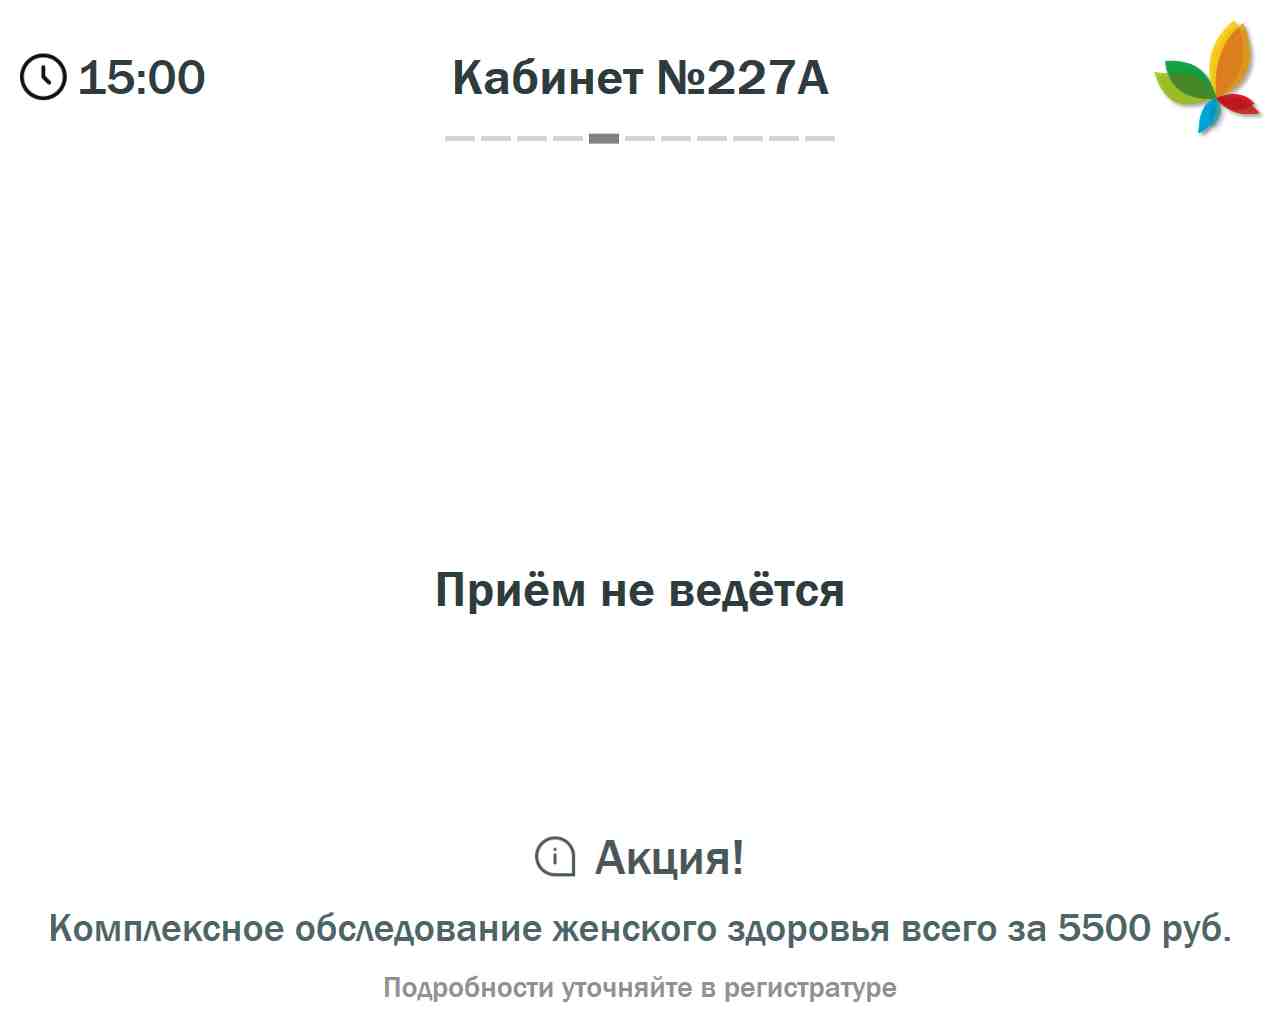 15:00
Кабинет №227А
Приём не ведётся
Акция!
Комплексное обследование женского здоровья всего за 5500 руб.
Подробности уточняйте в регистратуре